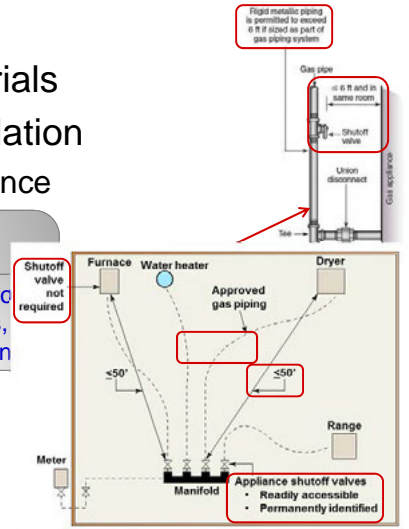 Rigid metallic piping
is permitted to exceed
6 ft if sized as part of
gas piping system
rials
lation
nce
Gas pipe
≤ 6 ft and in
same room
Shutoff
valve
Union
disconnect
Gas appliance
Tee
Shutoff
valve
not
required
Furnace
Water heater
Dryer
Approved
gas piping
≤50'
≤50'
Range
Meter
Manifold
Appliance shutoff valves
• Readily accessible
• Permanently identified